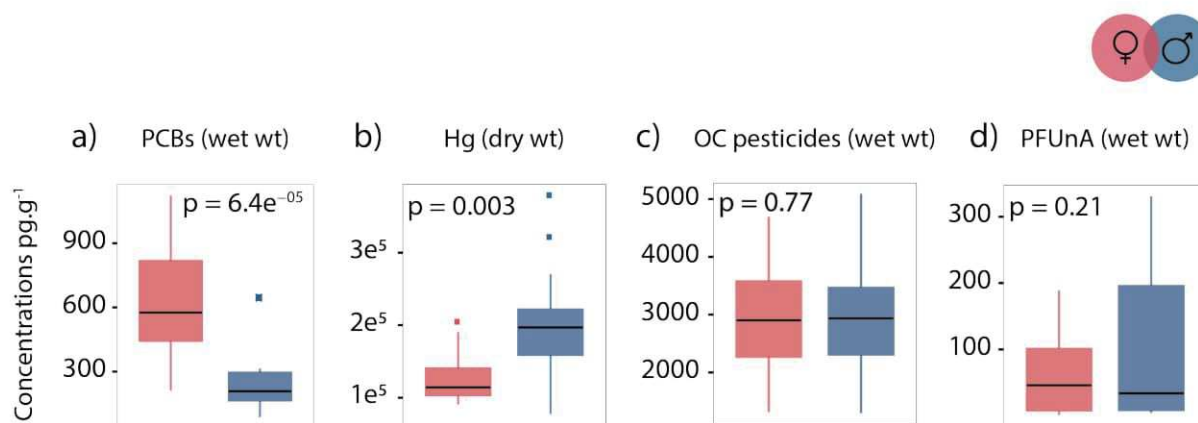 ♀ ♂
a) PCBs (wet wt)
b) Hg (dry wt)
c) OC pesticides (wet wt)
d) PFUnA (wet wt)
Concentrations pg.g⁻¹
p = 6.4e⁻⁰⁵
900
600
300
p = 0.003
3e⁵
2e⁵
1e⁵
p = 0.77
5000
4000
3000
2000
p = 0.21
300
200
100